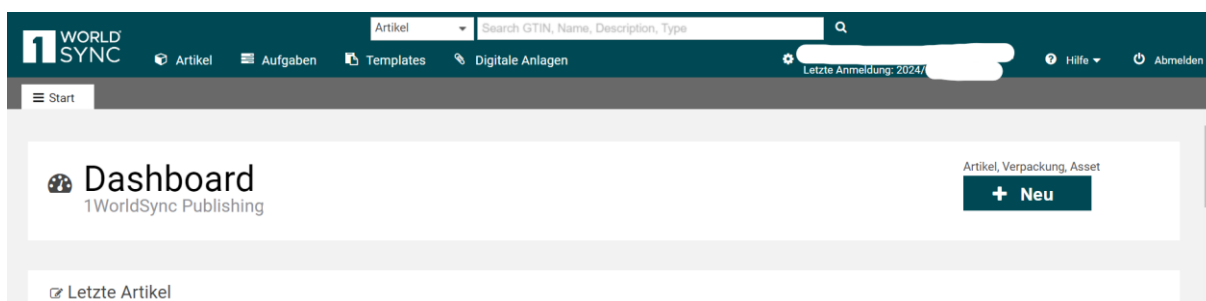 Artikel
Search GTIN, Name, Description, Type
1 WORLD
SYNC
Artikel
Aufgaben
Templates
Digitale Anlagen
Letzte Anmeldung: 2024/
Hilfe
Abmelden
Start
Dashboard
1WorldSync Publishing
Artikel, Verpackung, Asset
+ Neu
Letzte Artikel